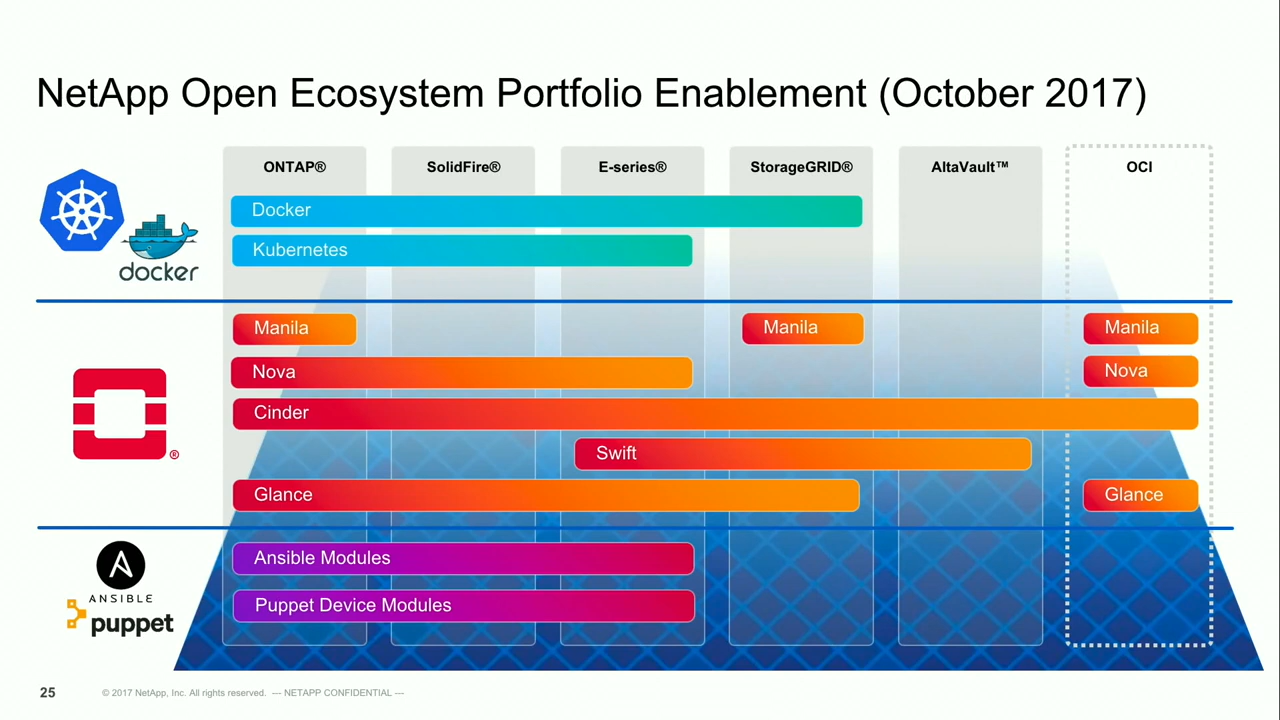 NetApp Open Ecosystem Portfolio Enablement (October 2017)
ONTAP® SolidFire® E-series® StorageGRID® AltaVault™ OCI
Docker
Kubernetes
docker
Manila Manila Manila
Nova Nova
Cinder
Swift
Glance Glance
®
Ansible Modules
Puppet Device Modules
A
ANSIBLE
puppet
25 © 2017 NetApp, Inc. All rights reserved. --- NETAPP CONFIDENTIAL ---